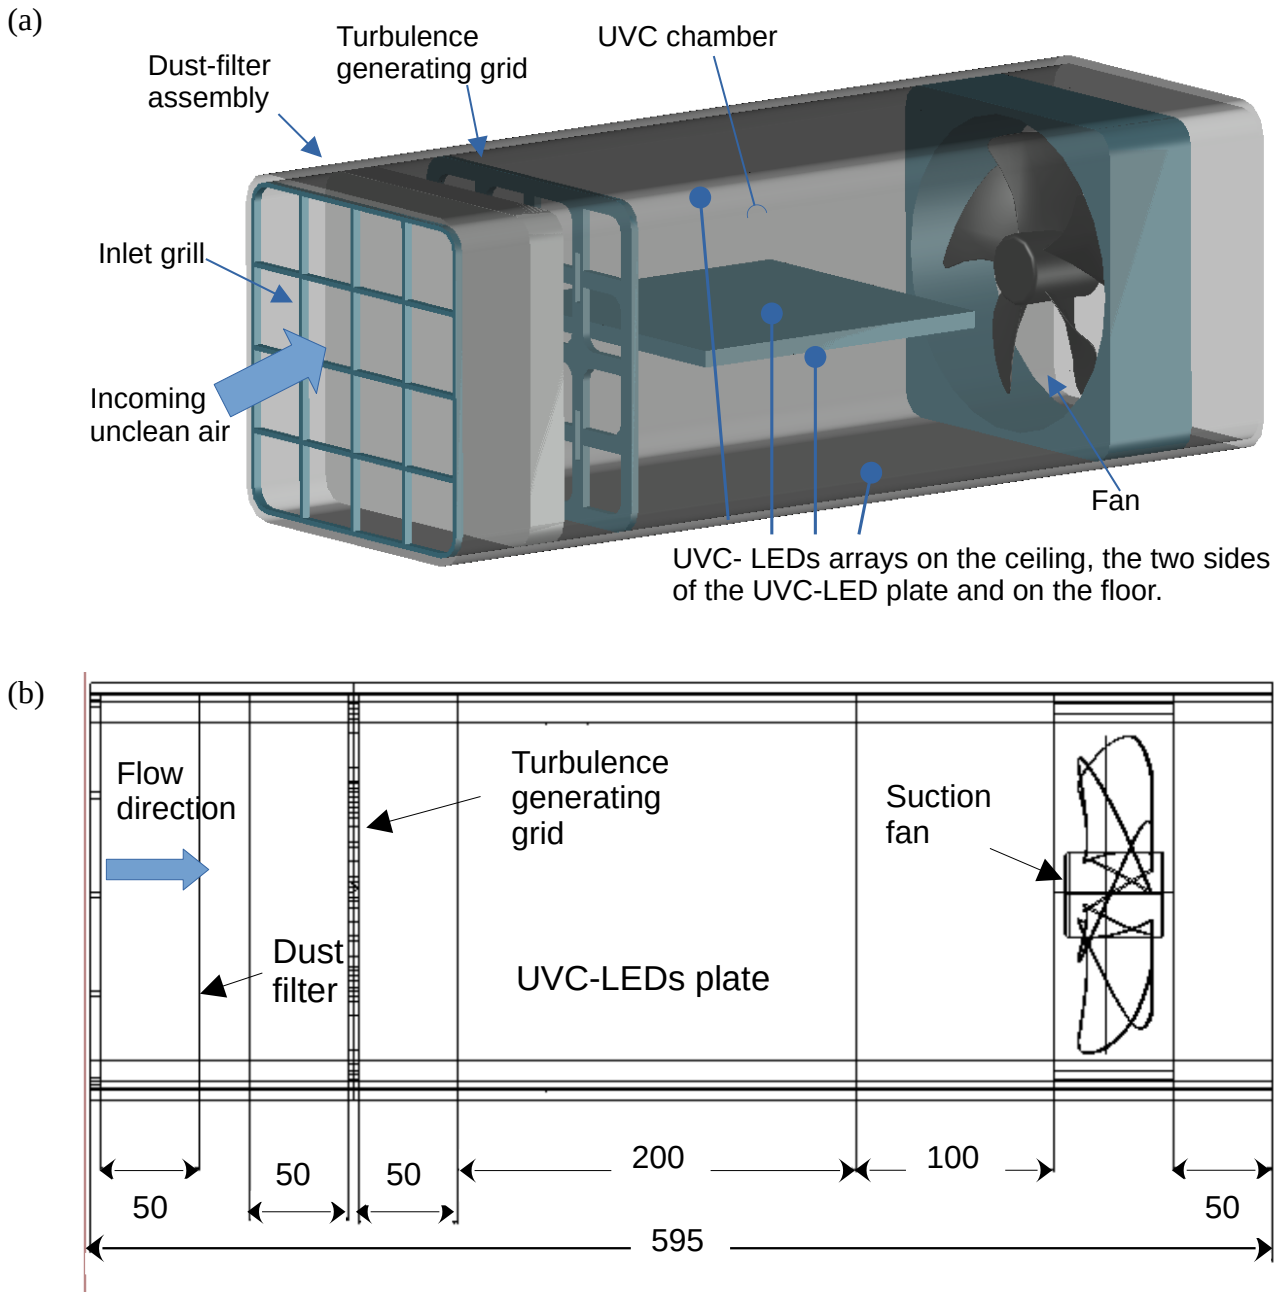 (a)
Turbulence
generating grid
UVC chamber
Dust-filter
assembly
Inlet grill
Incoming
unclean air
Fan
UVC- LEDs arrays on the ceiling, the two sides
of the UVC-LED plate and on the floor.
(b)
Flow
direction
Turbulence
generating
grid
Suction
fan
Dust
filter
UVC-LEDs plate
50
50
50
200
100
50
595